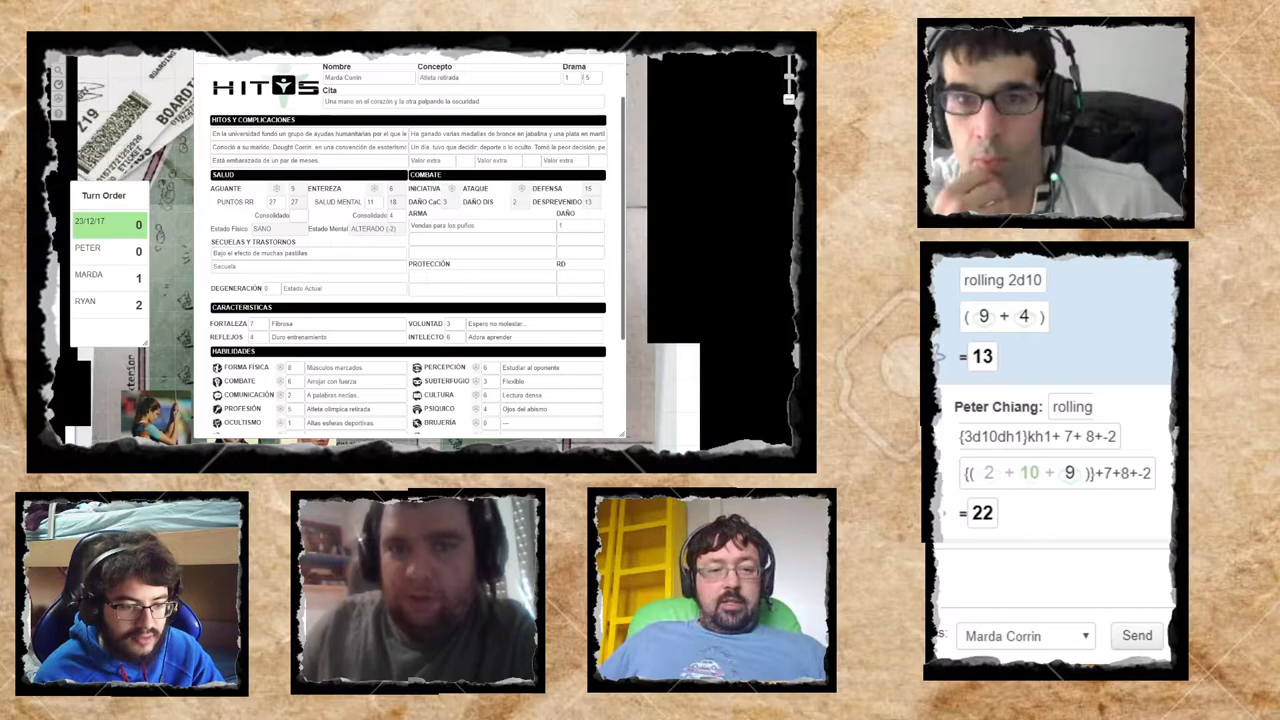 Z19
BOARD
Turn Order
23/12/17 0
PETER 0
MARDA 1
RYAN 2
HITOS
Nombre Concepto Drama
Marda Corrin Atleta retirada 1 5
Cita
Una mano en el corazón y la otra palpando la oscuridad
HITOS Y COMPLICACIONES
En la universidad fundó un grupo de ayudas humanitarias por el que le Ha ganado varias medallas de bronce en jabalina y una plata en marti
Conoció a su marido, Dought Corrin, en una convención de esoterismo Un día, tuvo que decidir: deporte o lo oculto. Tomó la peor decisión, pe
Está embarazada de un par de meses. Valor extra Valor extra Valor extra
SALUD COMBATE
AGUANTE 9 ENTEREZA 6 INICIATIVA ATAQUE DEFENSA 15
PUNTOS RR 27 27 SALUD MENTAL 11 18 DAÑO CaC 3 DAÑO DIS 2 DESPREVENIDO 13
Consolidado Consolidado 4 ARMA DAÑO
Estado Físico SANO Estado Mental ALTERADO (-2) Vendas para los puños 1
SECUELAS Y TRASTORNOS
Bajo el efecto de muchas pastillas
Secuela PROTECCIÓN RD
DEGENERACIÓN 0 Estado Actual
CARACTERISTICAS
FORTALEZA 7 Fibrosa VOLUNTAD 3 Espero no molestar...
REFLEJOS 4 Duro entrenamiento INTELECTO 6 Adora aprender
HABILIDADES
FORMA FÍSICA 8 Músculos marcados. PERCEPCIÓN 6 Estudiar al oponente
COMBATE 6 Arrojar con fuerza SUBTERFUGIO 3 Flexible
COMUNICACIÓN 2 A palabras necias.. CULTURA 6 Lectura densa
PROFESIÓN 5 Atleta olímpica retirada PSIQUICO 4 Ojos del abismo
OCULTISMO 1 Altas esferas deportivas. BRUJERÍA 0 ---
rolling 2d10
( 9 + 4 )
= 13
Peter Chiang: rolling
{3d10dh1}kh1+ 7+ 8+-2
{( 2 + 10 + 9 )}+7+8+-2
= 22
s: Marda Corrin Send